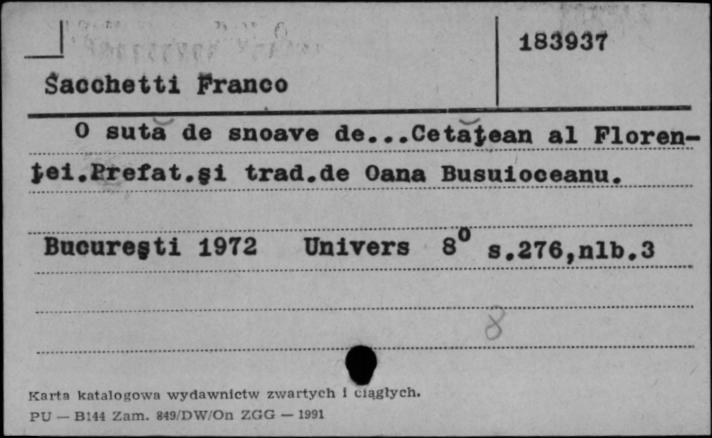 183937
Sacchetti Franco
O sută de snoave de...Cetăţean al Floren-
ţei.Prefat.şi trad.de Oana Busuioceanu.
Bucureşti 1972 Univers 8⁰ s.276,nlb.3
8
Karta katalogowa wydawnictw zwartych i ciągłych.
PU — B144 Zam. 849/DW/On ZGG — 1991